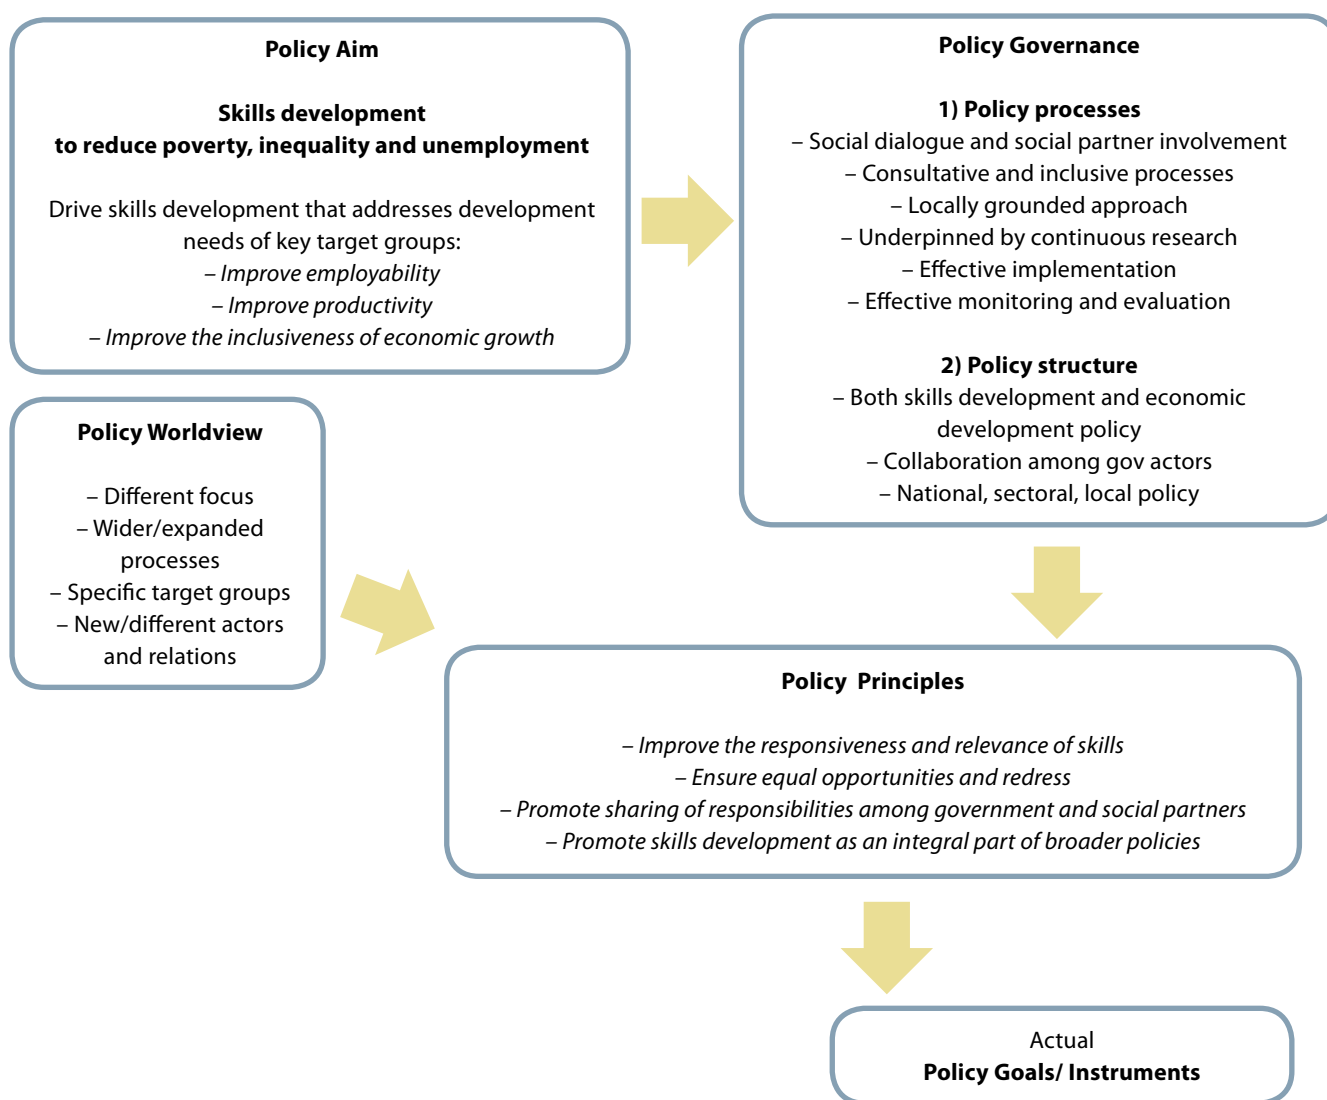 Policy Aim
Skills development
to reduce poverty, inequality and unemployment
Drive skills development that addresses development
needs of key target groups:
– Improve employability
– Improve productivity
– Improve the inclusiveness of economic growth
Policy Governance
1) Policy processes
– Social dialogue and social partner involvement
– Consultative and inclusive processes
– Locally grounded approach
– Underpinned by continuous research
– Effective implementation
– Effective monitoring and evaluation
2) Policy structure
– Both skills development and economic
development policy
– Collaboration among gov actors
– National, sectoral, local policy
Policy Worldview
– Different focus
– Wider/expanded
processes
– Specific target groups
– New/different actors
and relations
Policy Principles
– Improve the responsiveness and relevance of skills
– Ensure equal opportunities and redress
– Promote sharing of responsibilities among government and social partners
– Promote skills development as an integral part of broader policies
Actual
Policy Goals/ Instruments